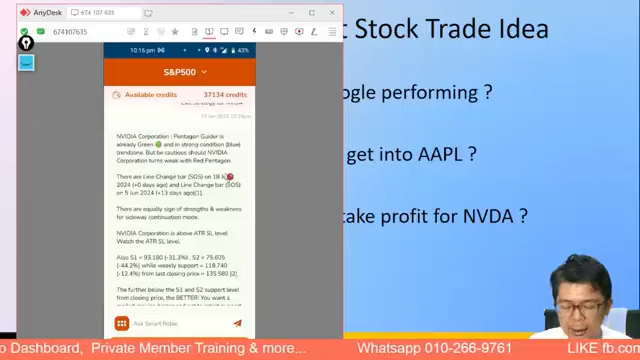 AnyDesk
674 107 635
674107635
t Stock Trade Idea
10:16pm
43%
S&P500
Available credits
37134 credits
ogle performing ?
NVIDIA Corporation : Pentagon Guider is
already Green and in strong condition (blue)
trendzone. But be cautious should NVIDIA
Corporation turns weak with Red Pentagon.
get into AAPL ?
There are Line Change bar (SOS) on 18
2024 (+0 days ago) and Line Change bar (SOS)
on 5 Jun 2024 (+13 days ago)[1].
There are equally sign of strengths & weakness
for sideway continuation mode.
take profit for NVDA ?
NVIDIA Corporation is above ATR SL level.
Watch the ATR SL level.
Also S1 = 93.180 (-31.3%) , S2 = 75.605
(-44.2%) while weekly support = 118.740
(-12.4%) from last closing price = 135.580 [2]
The further below the S1 and S2 support level
from closing price, the BETTER! You want a
Ask Smart Robie
o Dashboard, Private Member Training & more...
Whatsapp 010-266-9761
LIKE fb.com